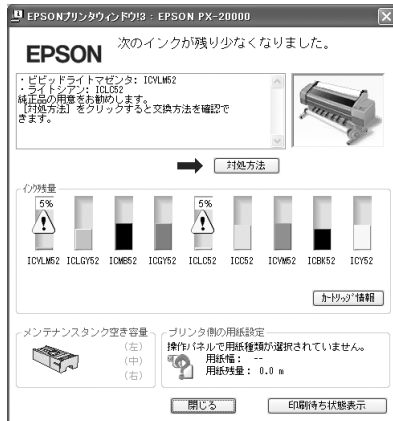 EPSONプリンタウィンドウ!3 : EPSON PX-20000
EPSON
次のインクが残り少なくなりました。
・ビビッドライトマゼンタ: ICVLM52
・ライトシアン: ICLC52
純正品の用意をお勧めします。
[対処方法] をクリックすると交換方法を確認で
きます。
対処方法
インク残量
5% 5%
ICVLM52 ICLGY52 ICMB52 ICGY52 ICLC52 ICC52 ICVM52 ICBK52 ICY52
カートリッジ情報
メンテナンスタンク空き容量
(左)
(中)
(右)
プリンタ側の用紙設定
操作パネルで用紙種類が選択されていません。
用紙幅: --
用紙残量: 0.0 m
閉じる
印刷待ち状態表示